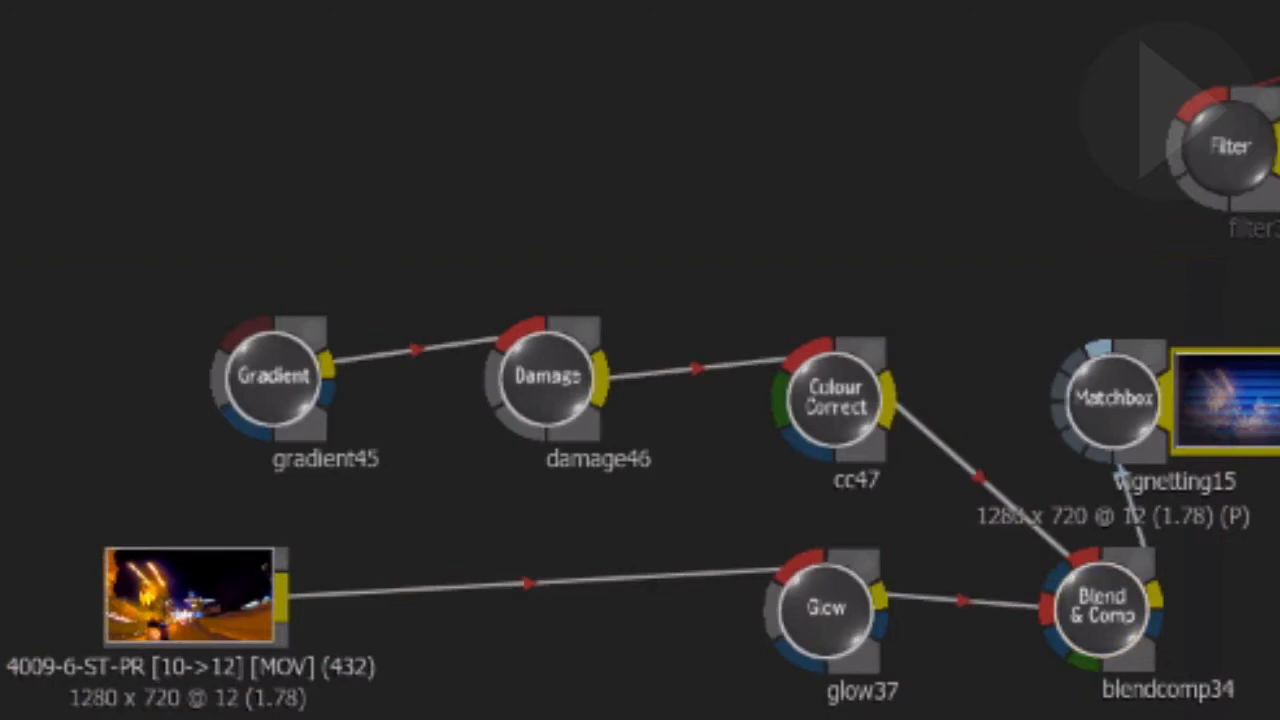 Filter
Gradient
gradient45
Damage
damage46
Colour
Correct
cc47
Matchbox
vignetting15
1280 x 720 @ 12 (1.78) (P)
4009-6-ST-PR [10->12] [MOV] (432)
1280 x 720 @ 12 (1.78)
Glow
glow37
Blend
& Comp
blendcomp34